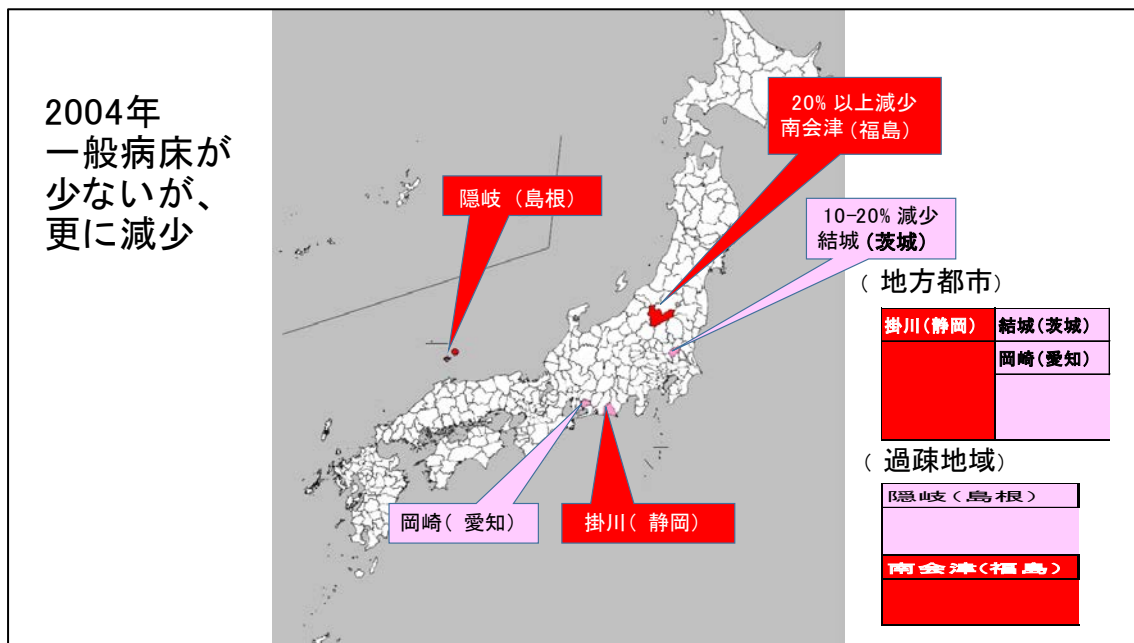 2004年
一般病床が
少ないが、
更に減少
20% 以上減少
南会津 (福島)
隠岐 (島根)
10-20% 減少
結城 (茨城)
岡崎( 愛知)
掛川( 静岡)
( 地方都市)
掛川(静岡) 結城(茨城)
岡崎(愛知)
( 過疎地域)
隠岐(島根)
南会津(福島)